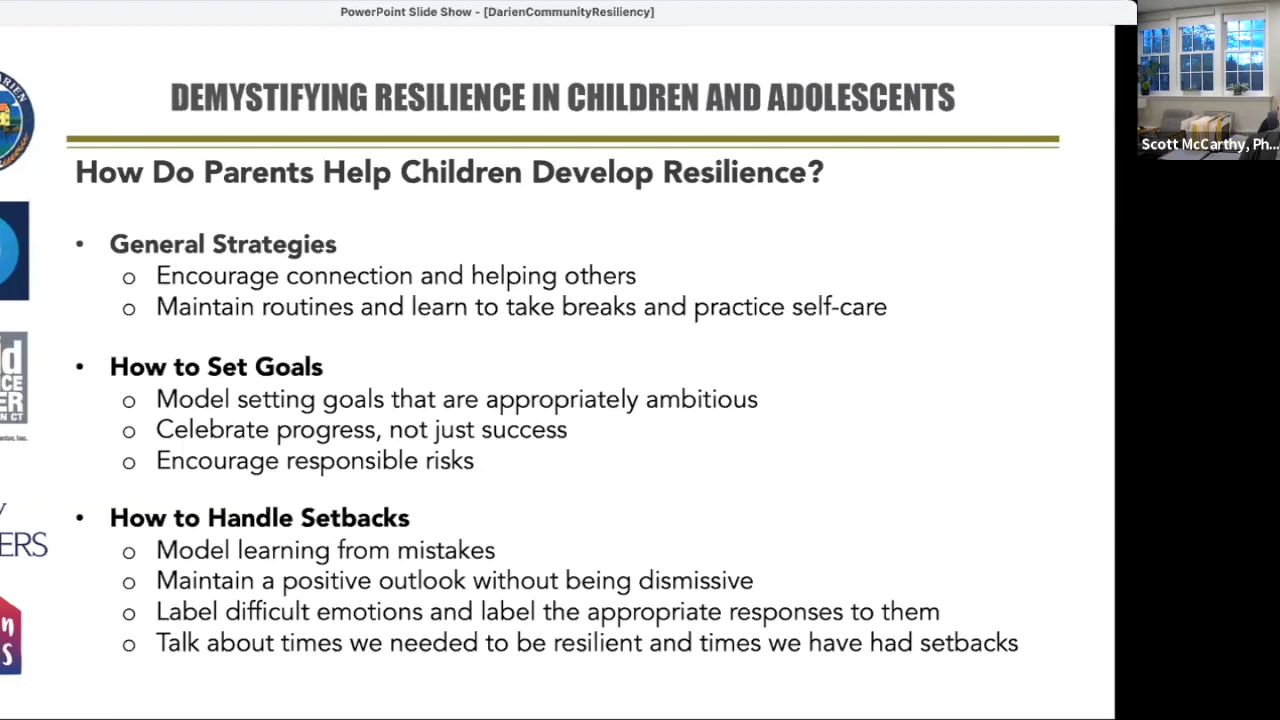 PowerPoint Slide Show - [DarienCommunityResiliency]
DEMYSTIFYING RESILIENCE IN CHILDREN AND ADOLESCENTS
Scott McCarthy, Ph...
How Do Parents Help Children Develop Resilience?
• General Strategies
o Encourage connection and helping others
o Maintain routines and learn to take breaks and practice self-care
• How to Set Goals
o Model setting goals that are appropriately ambitious
o Celebrate progress, not just success
o Encourage responsible risks
• How to Handle Setbacks
o Model learning from mistakes
o Maintain a positive outlook without being dismissive
o Label difficult emotions and label the appropriate responses to them
o Talk about times we needed to be resilient and times we have had setbacks